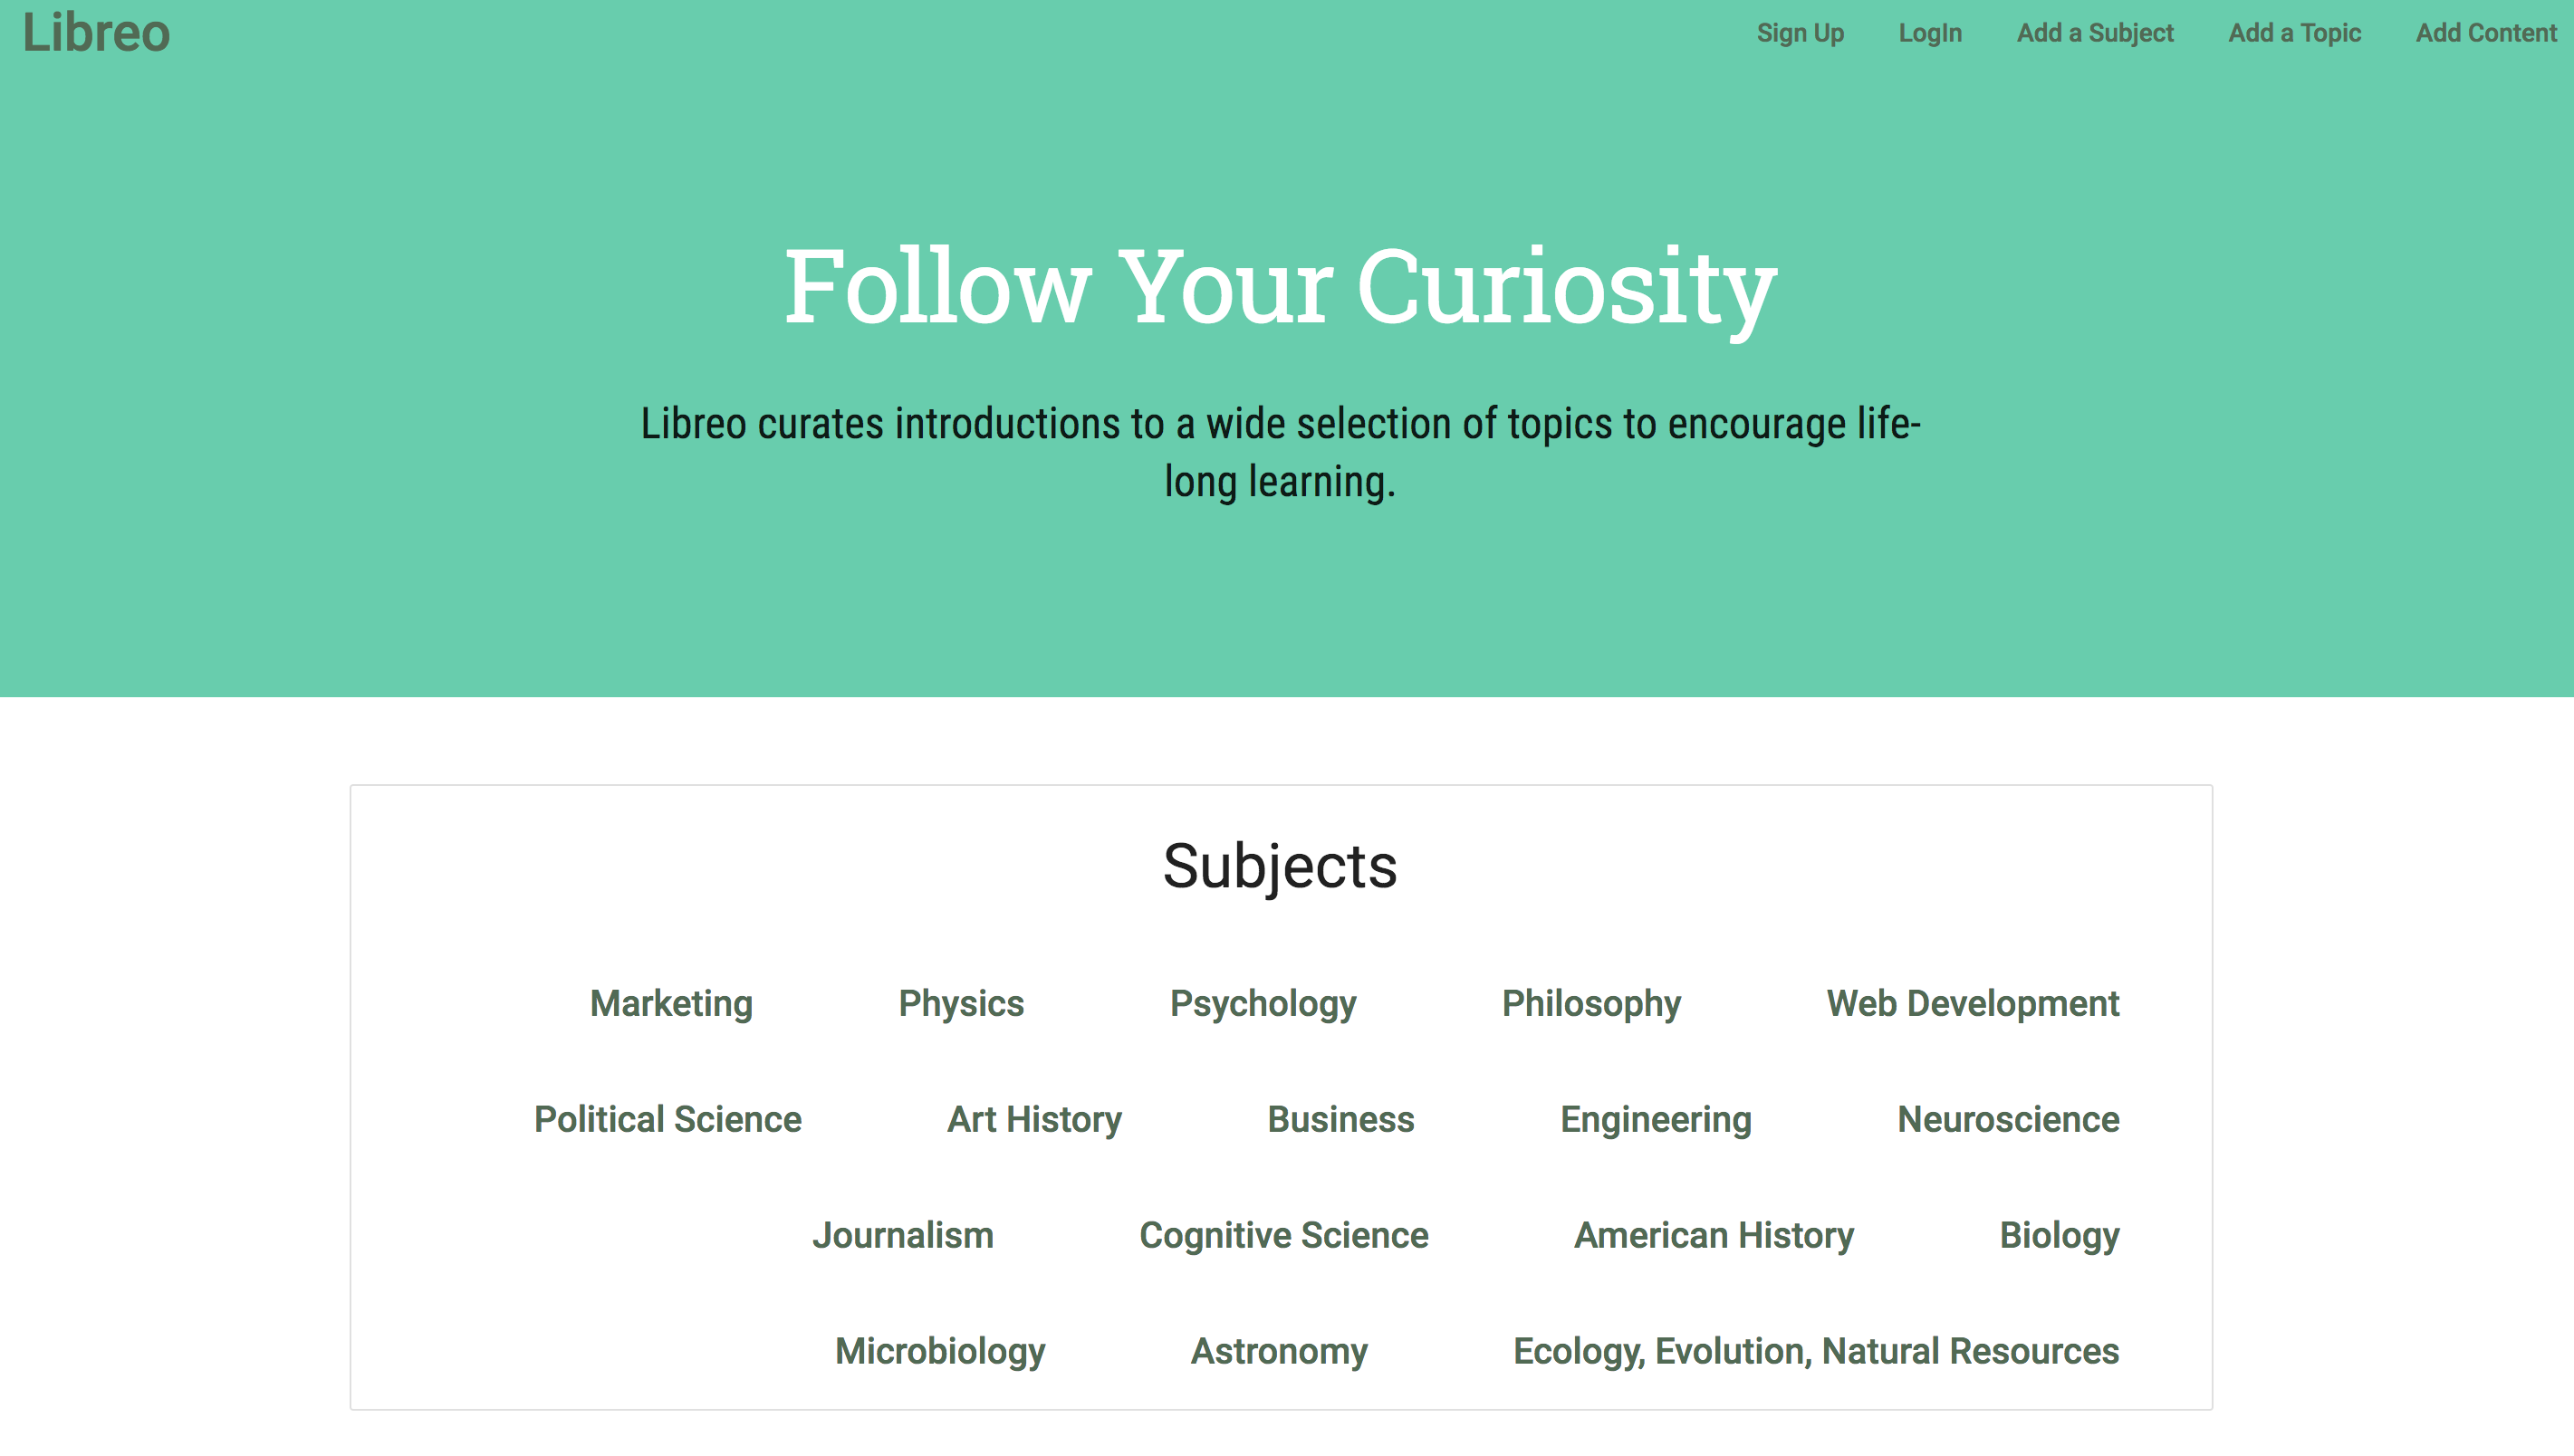 Libreo Sign Up LogIn Add a Subject Add a Topic Add Content
Follow Your Curiosity
Libreo curates introductions to a wide selection of topics to encourage life-
long learning.
Subjects
Marketing Physics Psychology Philosophy Web Development
Political Science Art History Business Engineering Neuroscience
Journalism Cognitive Science American History Biology
Microbiology Astronomy Ecology, Evolution, Natural Resources